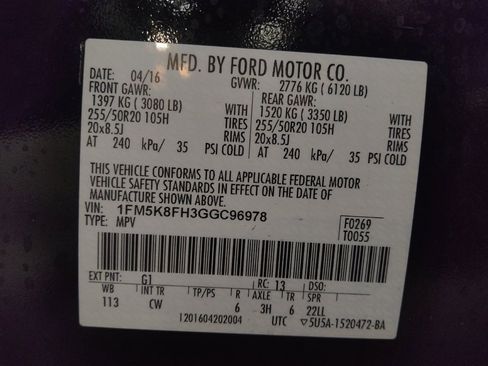 MFD. BY FORD MOTOR CO.
DATE: 04/16 GVWR: 2776 KG ( 6120 LB)
FRONT GAWR: REAR GAWR:
1397 KG ( 3080 LB) WITH 1520 KG ( 3350 LB) WITH
255/50R20 105H TIRES 255/50R20 105H TIRES
20x8.5J RIMS 20x8.5J RIMS
AT 240 kPa/ 35 PSI COLD AT 240 kPa/ 35 PSI COLD
THIS VEHICLE CONFORMS TO ALL APPLICABLE FEDERAL MOTOR
VEHICLE SAFETY STANDARDS IN EFFECT ON THE DATE OF
MANUFACTURE SHOWN ABOVE.
VIN: 1FM5K8FH3GGC96978 F0269
TYPE: MPV T0055
EXT PNT: G1 RC: 13 DSO:
WB INT TR TP/PS R AXLE TR SPR
113 CW 6 3H 6 22LL
1201604202004 UTC ▽5U5A-1520472-BA